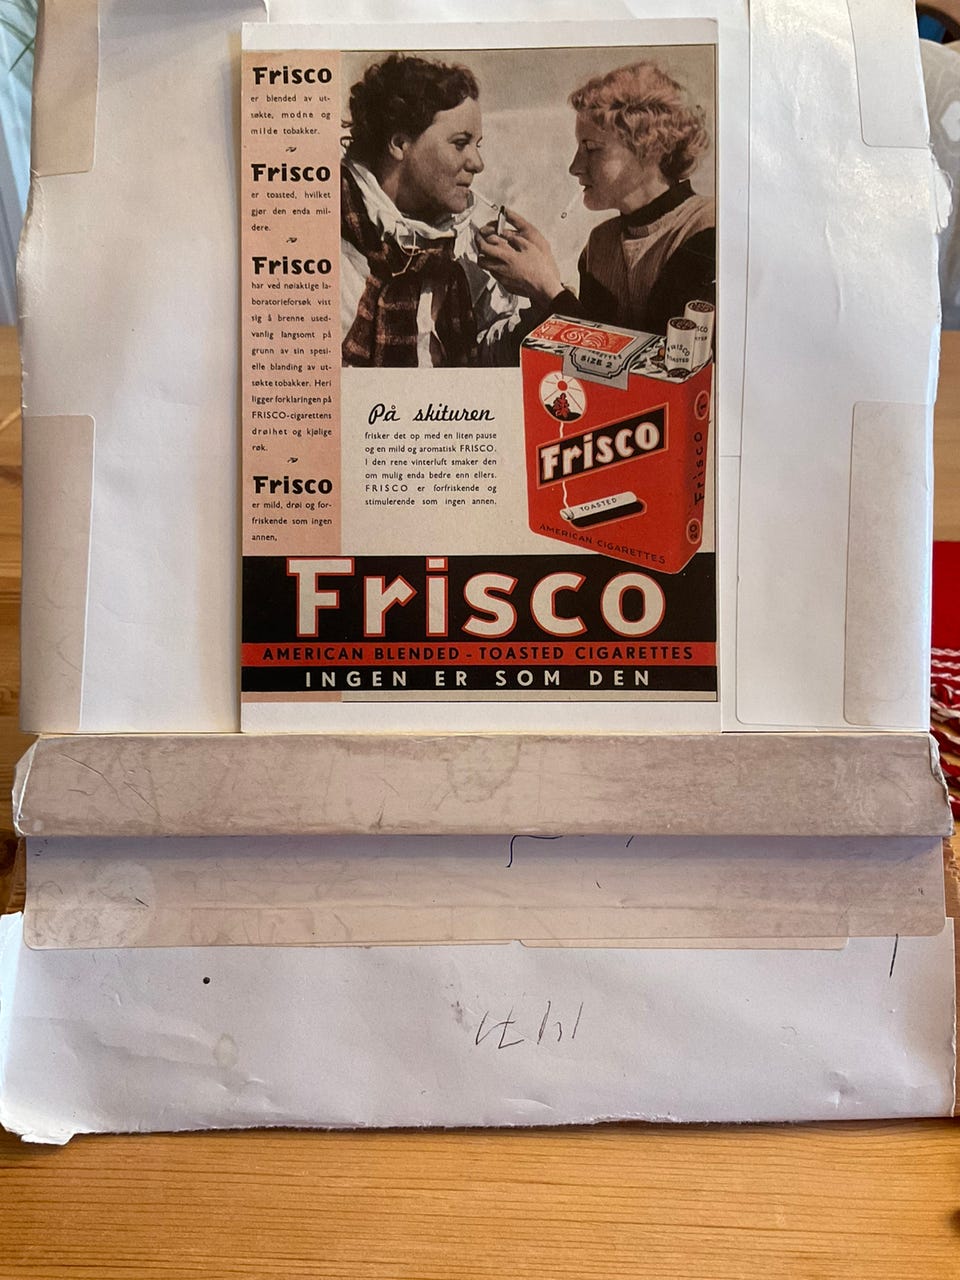 Frisco
er blended av ut-
søkte, modne og
milde tobakker.
Frisco
er toasted, hvilket
gjør den enda mil-
dere.
Frisco
har ved nøiaktige la-
boratorieforsøk vist
sig å brenne used-
vanlig langsomt på
grunn av sin spesi-
elle blanding av ut-
søkte tobakker. Heri
ligger forklaringen på
FRISCO-cigarettens
drøihet og kjølige
røk.
Frisco
er mild, drøi og for-
friskende som ingen
annen,
På skituren
frisker det op med en liten pause
og en mild og aromatisk FRISCO.
I den rene vinterluft smaker den
om mulig enda bedre enn ellers.
FRISCO er forfriskende og
stimulerende som ingen annen.
SIZE 2
FRISCO
TOASTED
Frisco
TOASTED
AMERICAN CIGARETTES
FRISCO
20
Frisco
AMERICAN BLENDED - TOASTED CIGARETTES
INGEN ER SOM DEN